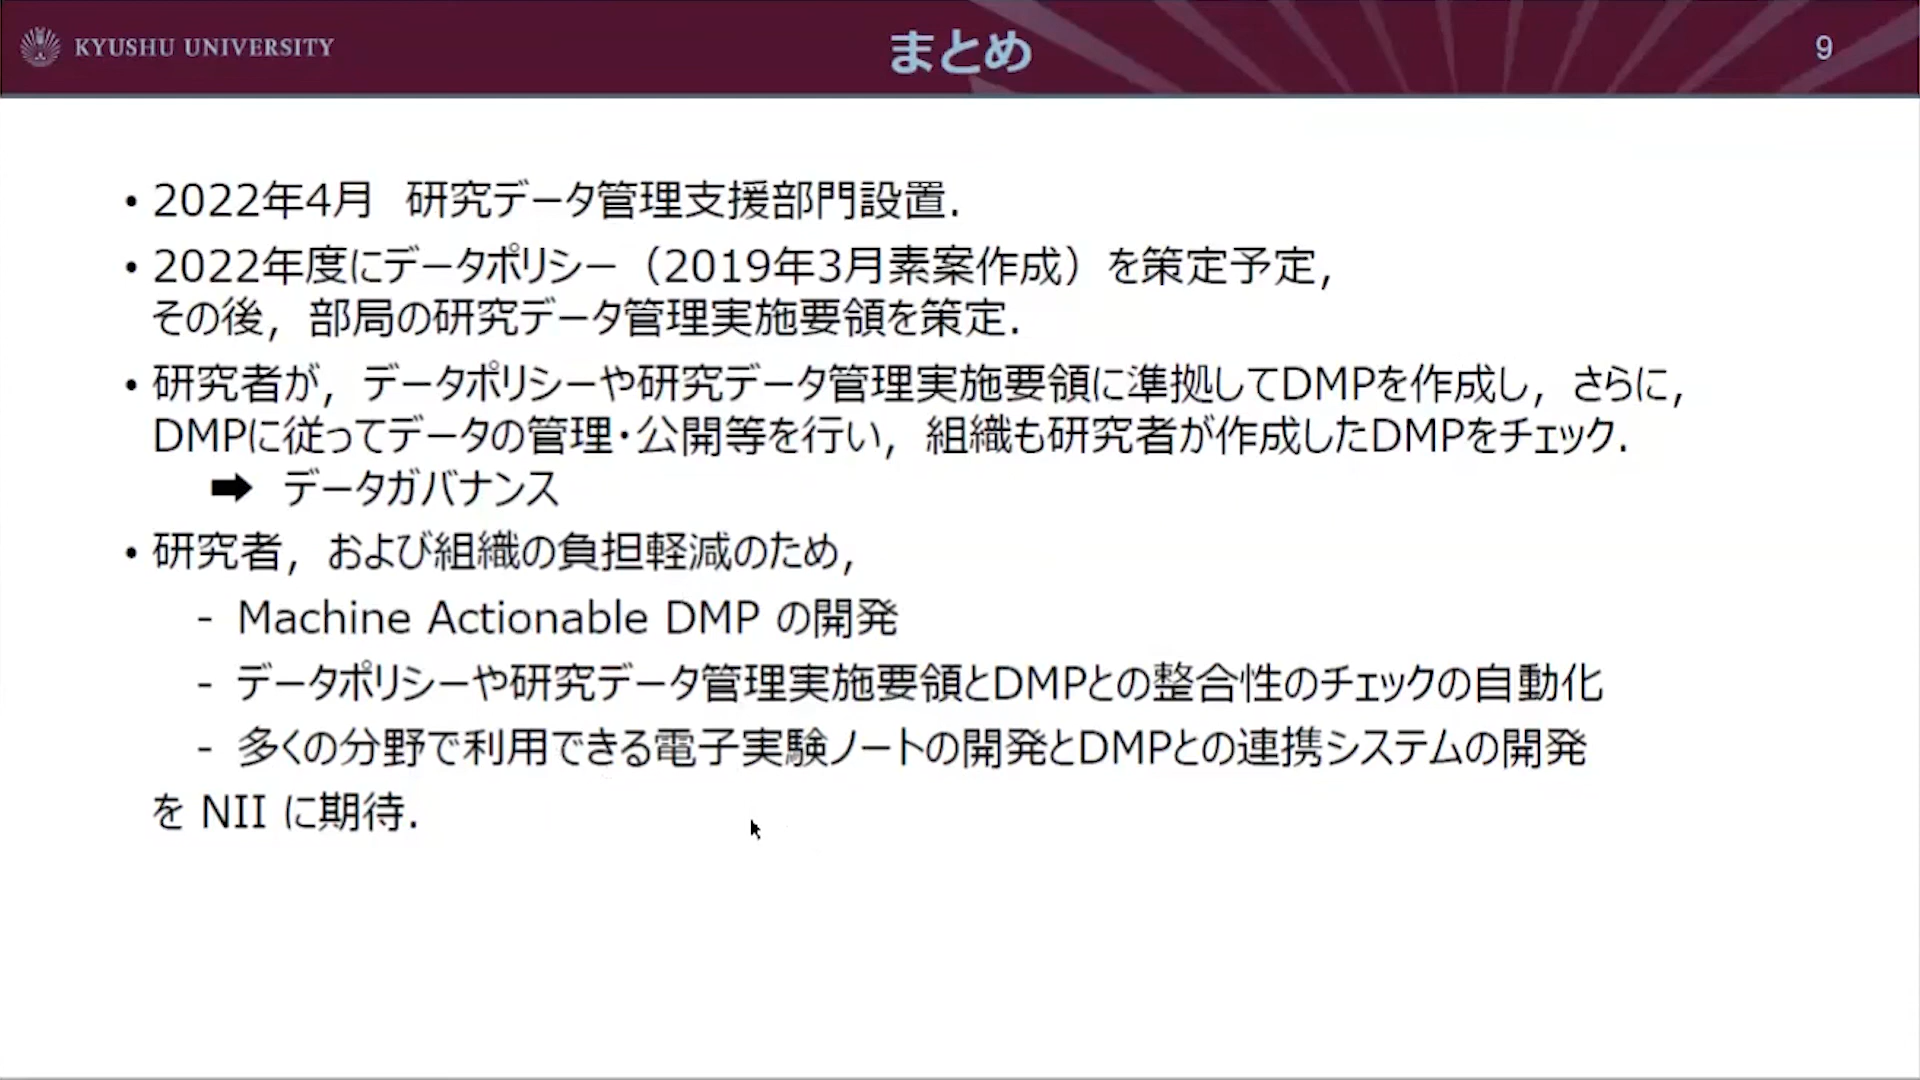 KYUSHU UNIVERSITY
まとめ
9
• 2022年4月　研究データ管理支援部門設置．
• 2022年度にデータポリシー（2019年3月素案作成）を策定予定，
その後，部局の研究データ管理実施要領を策定．
• 研究者が，データポリシーや研究データ管理実施要領に準拠してDMPを作成し，さらに，
DMPに従ってデータの管理・公開等を行い，組織も研究者が作成したDMPをチェック．
➡ データガバナンス
• 研究者，および組織の負担軽減のため，
- Machine Actionable DMP の開発
- データポリシーや研究データ管理実施要領とDMPとの整合性のチェックの自動化
- 多くの分野で利用できる電子実験ノートの開発とDMPとの連携システムの開発
を NII に期待．